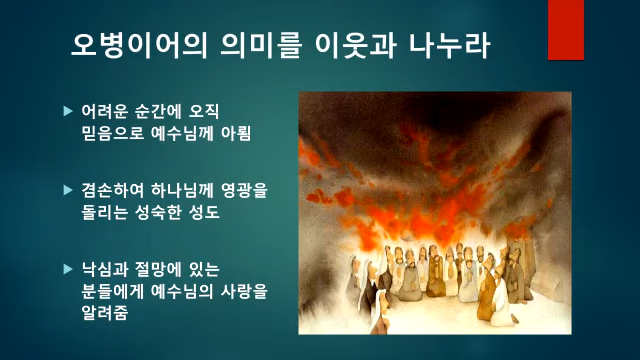 오병이어의 의미를 이웃과 나누라
어려운 순간에 오직
믿음으로 예수님께 아룀
겸손하여 하나님께 영광을
돌리는 성숙한 성도
낙심과 절망에 있는
분들에게 예수님의 사랑을
알려줌